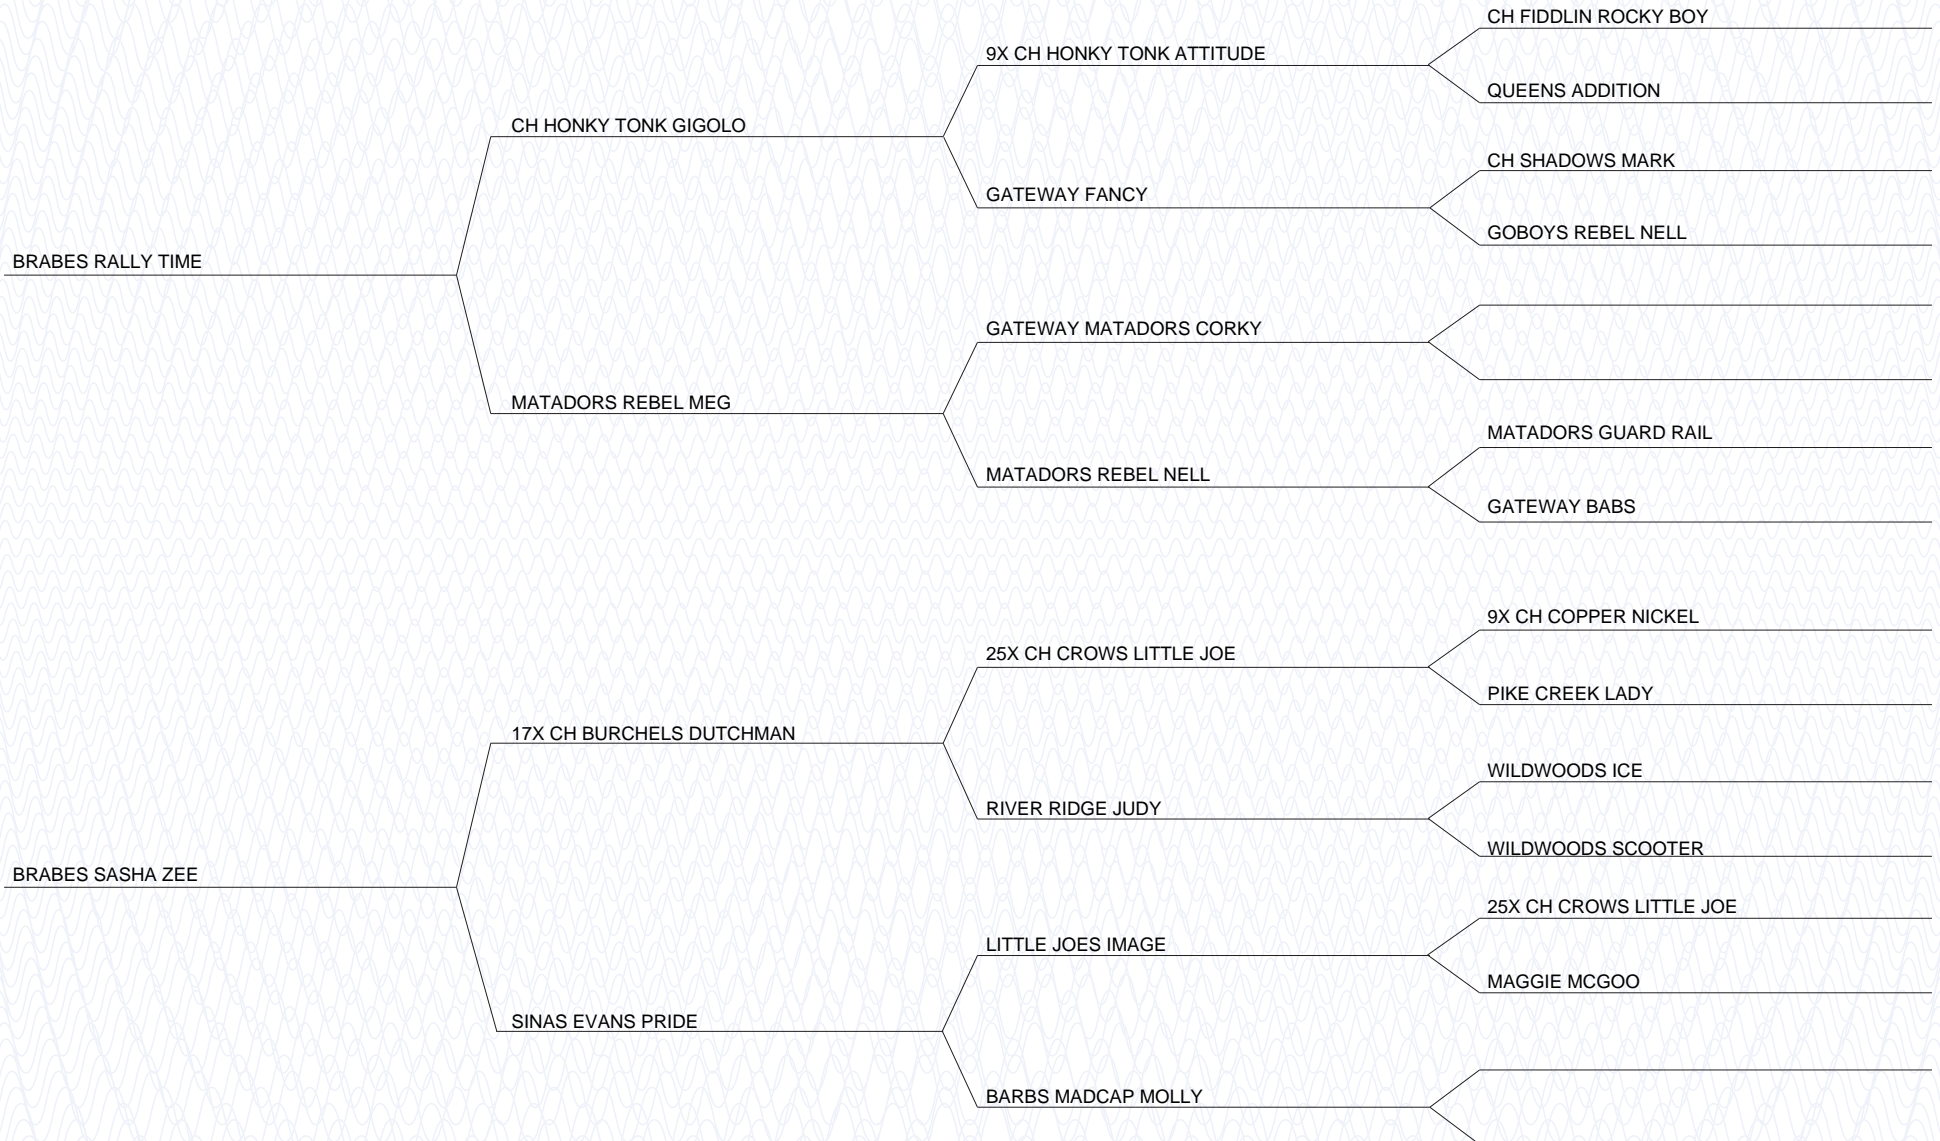 CH FIDDLIN ROCKY BOY
9X CH HONKY TONK ATTITUDE
QUEENS ADDITION
CH HONKY TONK GIGOLO
CH SHADOWS MARK
GATEWAY FANCY
GOBOYS REBEL NELL
BRABES RALLY TIME
GATEWAY MATADORS CORKY
MATADORS REBEL MEG
MATADORS GUARD RAIL
MATADORS REBEL NELL
GATEWAY BABS
9X CH COPPER NICKEL
25X CH CROWS LITTLE JOE
PIKE CREEK LADY
17X CH BURCHELS DUTCHMAN
WILDWOODS ICE
RIVER RIDGE JUDY
WILDWOODS SCOOTER
BRABES SASHA ZEE
25X CH CROWS LITTLE JOE
LITTLE JOES IMAGE
MAGGIE MCGOO
SINAS EVANS PRIDE
BARBS MADCAP MOLLY